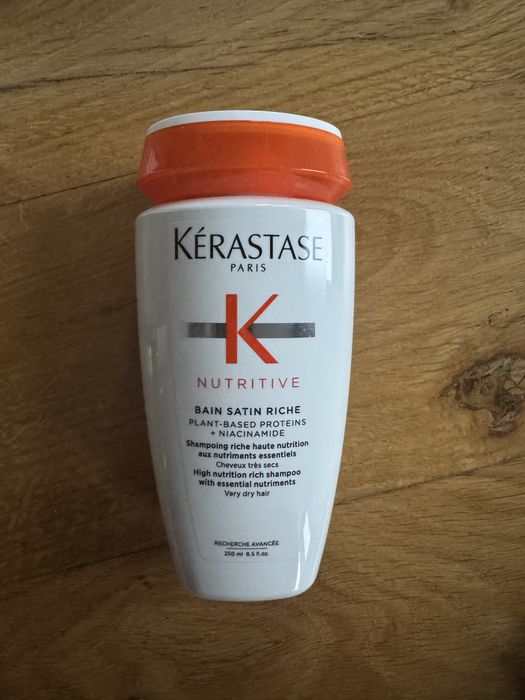 KÉRASTASE
PARIS
K
NUTRITIVE
BAIN SATIN RICHE
PLANT-BASED PROTEINS
+ NIACINAMIDE
Shampoing riche haute nutrition
aux nutriments essentiels
Cheveux très secs
High nutrition rich shampoo
with essential nutriments
Very dry hair
RECHERCHE AVANCÉE
250 ml 8.5 fl.oz.